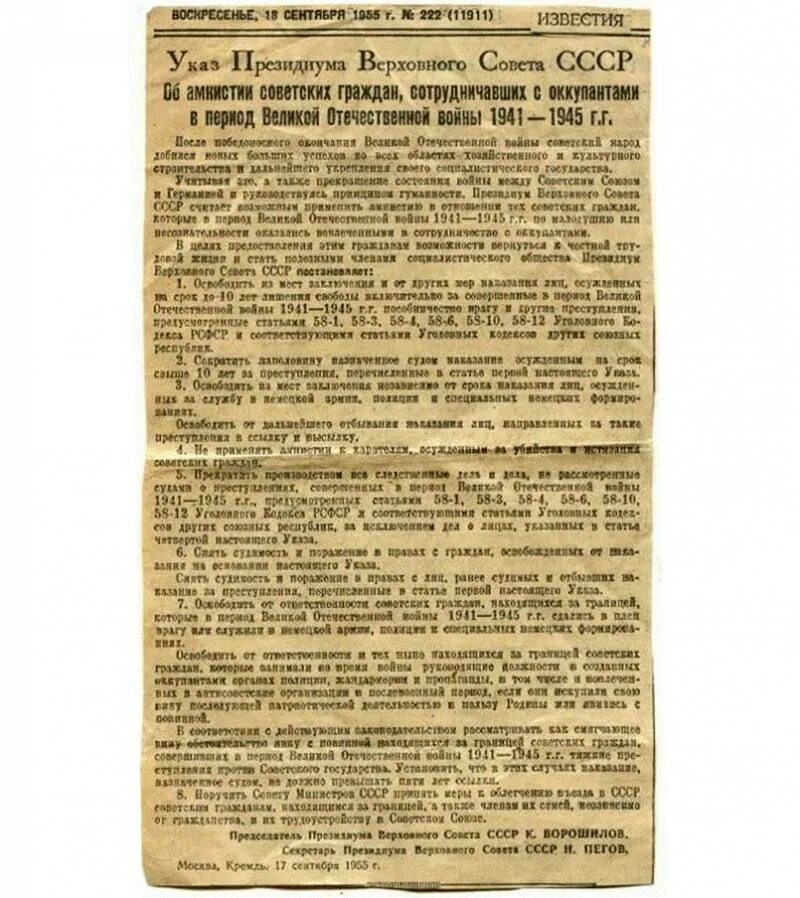 ВОСКРЕСЕНЬЕ, 18 СЕНТЯБРЯ 1955 г. № 222 (11911)
ИЗВЕСТИЯ
Указ Президиума Верховного Совета СССР
Об амнистии советских граждан, сотрудничавших с оккупантами
в период Великой Отечественной войны 1941—1945 г.г.
После победоносного окончания Великой Отечественной войны советский народ
добился новых больших успехов во всех областях хозяйственного и культурного
строительства и дальнейшего укрепления своего социалистического государства.
Учитывая это, а также прекращение состояния войны между Советским Союзом
и Германией и руководствуясь принципом гуманности, Президиум Верховного Совета
СССР считает возможным применить амнистию в отношении тех советских граждан,
которые в период Великой Отечественной войны 1941—1945 г.г. по малодушию или
несознательности оказались вовлеченными в сотрудничество с оккупантами.
В целях предоставления этим гражданам возможности вернуться к честной тру-
довой жизни и стать полезными членами социалистического общества Президиум
Верховного Совета СССР постановляет:
1. Освободить из мест заключения и от других мер наказания лиц, осужденных
на срок до 10 лет лишения свободы включительно за совершенные в период Великой
Отечественной войны 1941—1945 г.г. пособничество врагу и другие преступления,
предусмотренные статьями 58-1, 58-3, 58-4, 58-6, 58-10, 58-12 Уголовного Ко-
декса РСФСР и соответствующими статьями Уголовных кодексов других союзных
республик.
2. Сократить наполовину назначенное судом наказание осужденным на срок
свыше 10 лет за преступления, перечисленные в статье первой настоящего Указа.
3. Освободить из мест заключения независимо от срока наказания лиц, осужден-
ных за службу в немецкой армии, полиции и специальных немецких формиро-
ваниях.
Освободить от дальнейшего отбывания наказания лиц, направленных за такие
преступления в ссылку и высылку.
4. Не применять амнистии к карателям, осужденным за убийства и истязания
советских граждан.
5. Прекратить производством все следственные дела и дела, не рассмотренные
судами о преступлениях, совершенных в период Великой Отечественной войны
1941—1945 г.г., предусмотренных статьями 58-1, 58-3, 58-4, 58-6, 58-10,
58-12 Уголовного Кодекса РСФСР и соответствующими статьями Уголовных кодек-
сов других союзных республик, за исключением дел о лицах, указанных в статье
четвертой настоящего Указа.
6. Снять судимость и поражение в правах с граждан, освобожденных от нака-
зания на основании настоящего Указа.
Снять судимость и поражение в правах с лиц, ранее судимых и отбывших на-
казание за преступления, перечисленные в статье первой настоящего Указа.
7. Освободить от ответственности советских граждан, находящихся за границей,
которые в период Великой Отечественной войны 1941—1945 г.г. сдались в плен
врагу или служили в немецкой армии, полиции и специальных немецких формирова-
ниях.
Освободить от ответственности и тех ныне находящихся за границей советских
граждан, которые занимали во время войны руководящие должности в созданных
оккупантами органах полиции, жандармерии и пропаганды, в том числе и вовлечен-
ных в антисоветские организации в послевоенный период, если они искупили свою
вину последующей патриотической деятельностью в пользу Родины или явились с
повинной.
В соответствии с действующим законодательством рассматривать как смягчающее
вину обстоятельство явку с повинной находящихся за границей советских граждан,
совершивших в период Великой Отечественной войны 1941—1945 г.г. тяжкие пре-
ступления против Советского государства. Установить, что в этих случаях наказание,
назначенное судом, не должно превышать пяти лет ссылки.
8. Поручить Совету Министров СССР принять меры к облегчению въезда в СССР
советским гражданам, находящимся за границей, а также членам их семей, независимо
от гражданства, и их трудоустройству в Советском Союзе.
Председатель Президиума Верховного Совета СССР К. ВОРОШИЛОВ.
Секретарь Президиума Верховного Совета СССР Н. ПЕГОВ.
Москва, Кремль. 17 сентября 1955 г.